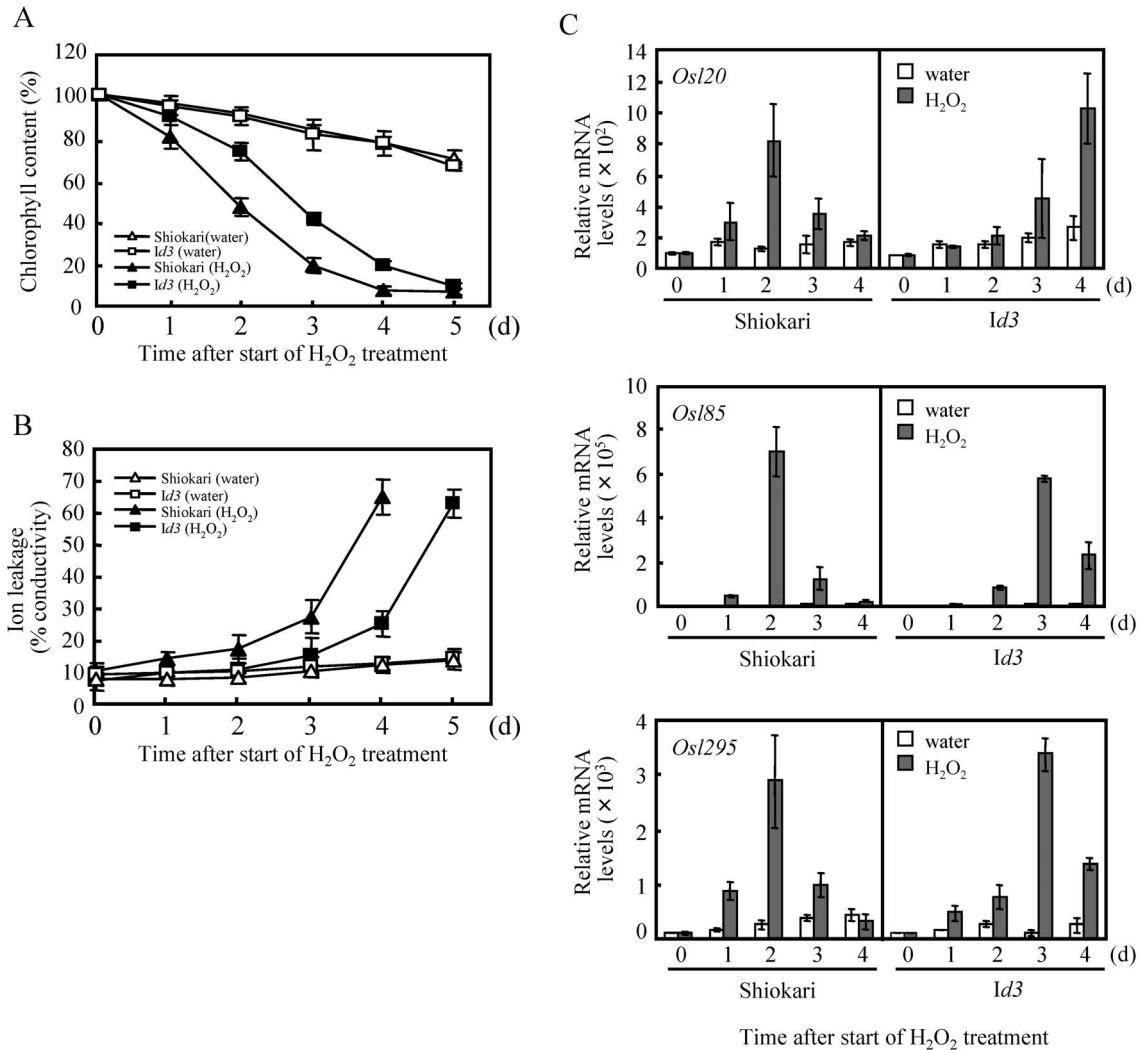 A
Chlorophyll content (%)
120
100
80
60
40
20
0
Shiokari(water)
Id3 (water)
Shiokari (H₂O₂)
Id3 (H₂O₂)
0 1 2 3 4 5 (d)
Time after start of H₂O₂ treatment
B
Ion leakage
(% conductivity)
80
70
60
50
40
30
20
10
0
Shiokari (water)
Id3 (water)
Shiokari (H₂O₂)
Id3 (H₂O₂)
0 1 2 3 4 5 (d)
Time after start of H₂O₂ treatment
C
Relative mRNA
levels (×10²)
14
12
10
8
6
4
2
0
Osl20
water
H₂O₂
0 1 2 3 4 0 1 2 3 4 (d)
Shiokari Id3
Relative mRNA
levels (×10⁵)
10
8
6
4
2
0
Osl85
water
H₂O₂
0 1 2 3 4 0 1 2 3 4 (d)
Shiokari Id3
Relative mRNA
levels (×10³)
4
3
2
1
0
Osl295
water
H₂O₂
0 1 2 3 4 0 1 2 3 4 (d)
Shiokari Id3
Time after start of H₂O₂ treatment